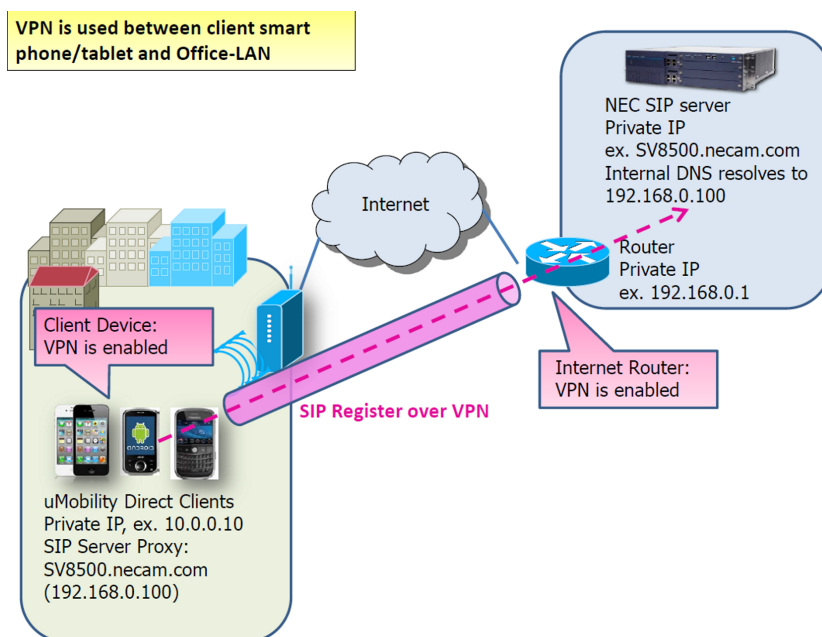 VPN is used between client smart
phone/tablet and Office-LAN
NEC SIP server
Private IP
ex. SV8500.necam.com
Internal DNS resolves to
192.168.0.100
Internet
Router
Private IP
ex. 192.168.0.1
Client Device:
VPN is enabled
Internet Router:
VPN is enabled
SIP Register over VPN
uMobility Direct Clients
Private IP, ex. 10.0.0.10
SIP Server Proxy:
SV8500.necam.com
(192.168.0.100)